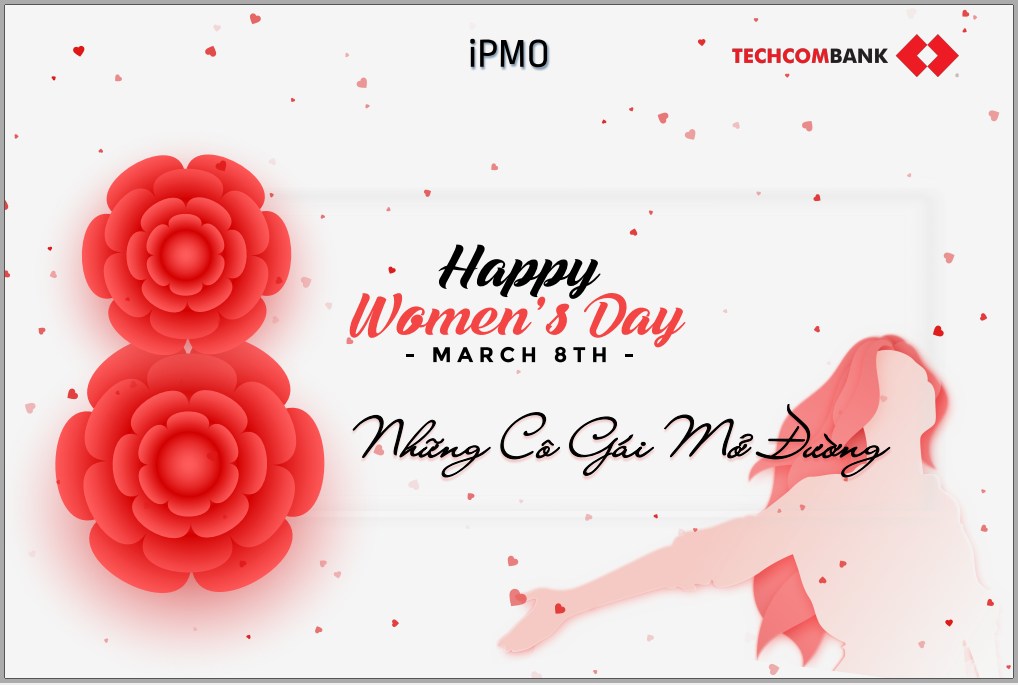 iPMO
TECHCOMBANK
Happy
Women's Day
- MARCH 8TH -
Những Cô Gái Mở Đường